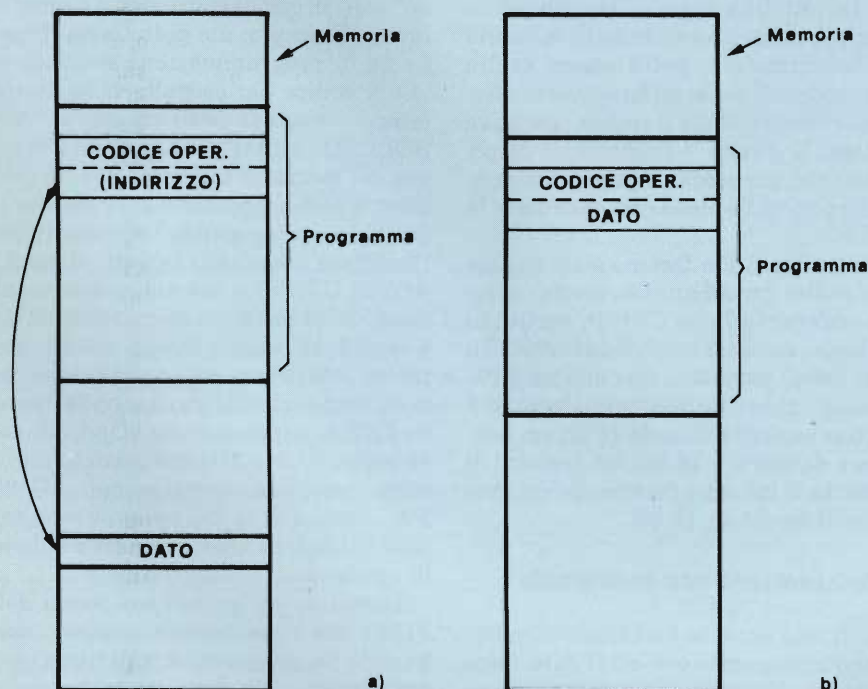 Memoria
CODICE OPER.
(INDIRIZZO)
Programma
DATO
a)
Memoria
CODICE OPER.
DATO
Programma
b)